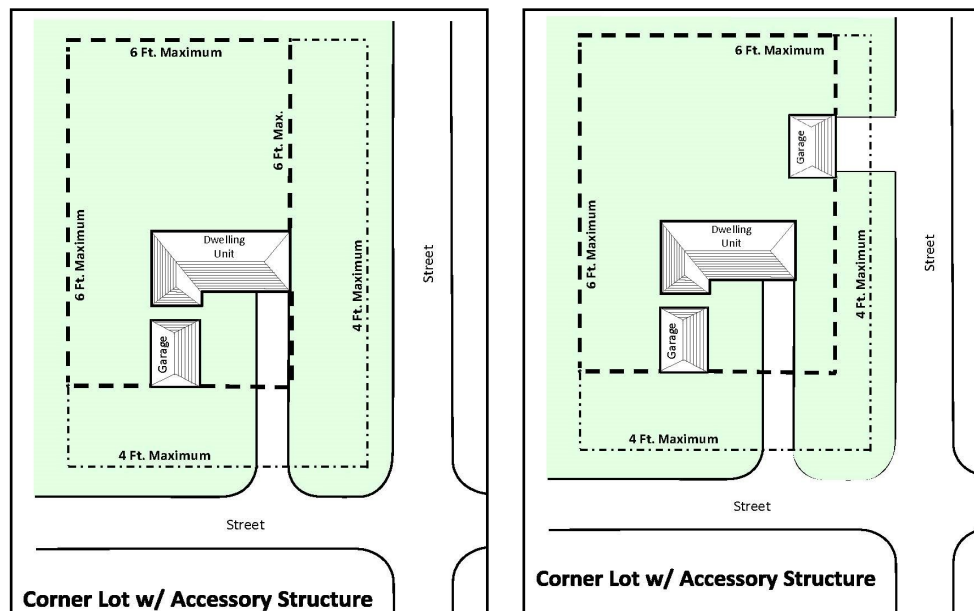 6 Ft. Maximum
6 Ft. Max.
6 Ft. Maximum
Dwelling
Unit
4 Ft. Maximum
Street
Garage
4 Ft. Maximum
Street
Corner Lot w/ Accessory Structure
6 Ft. Maximum
Garage
6 Ft. Maximum
Dwelling
Unit
4 Ft. Maximum
Street
Garage
4 Ft. Maximum
Street
Corner Lot w/ Accessory Structure